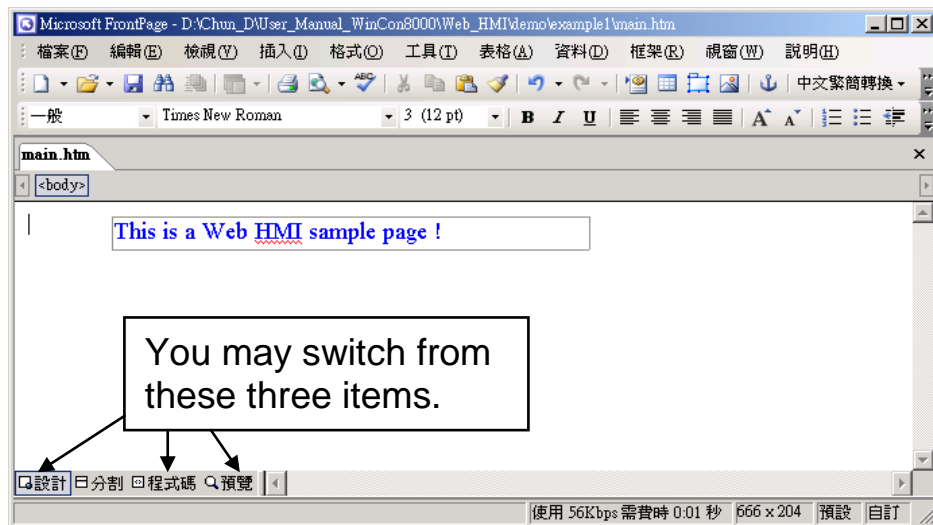 Microsoft FrontPage - D:\Chun_D\User_Manual_WinCon8000\Web_HMI\demo\example1\main.htm
檔案(F) 編輯(E) 檢視(V) 插入(I) 格式(O) 工具(T) 表格(A) 資料(D) 框架(R) 視窗(W) 說明(H)
中文繁簡轉換
一般 Times New Roman 3 (12 pt) B I U A A
main.htm
<body>
This is a Web HMI sample page !
You may switch from
these three items.
設計 分割 程式碼 預覽
使用 56Kbps 需費時 0:01 秒 666 x 204 預設 自訂